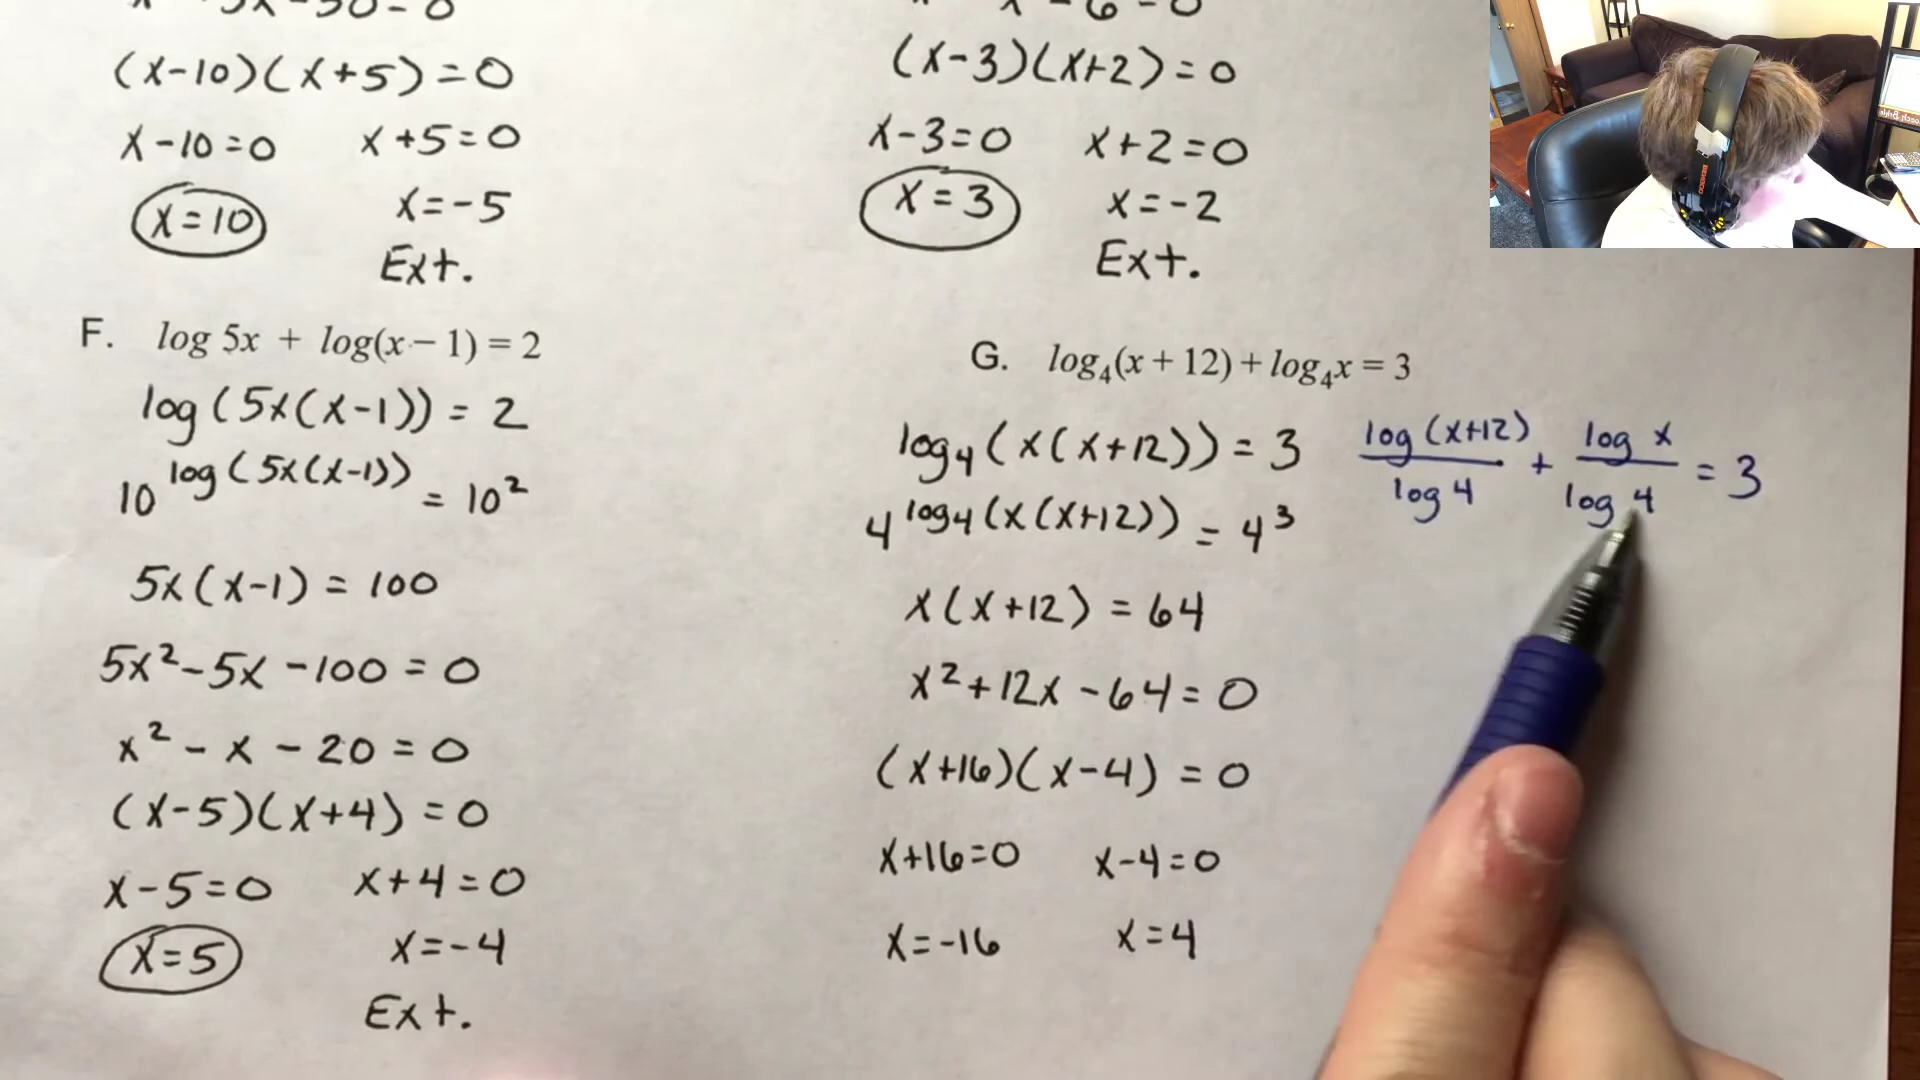 (x-10)(x+5)=0
x-10=0 x+5=0
x=10 x=-5
Ext.
(x-3)(x+2)=0
x-3=0 x+2=0
x=3 x=-2
Ext.
F. log 5x + log(x - 1) = 2
log(5x(x-1)) = 2
10^log(5x(x-1)) = 10²
5x(x-1) = 100
5x²-5x-100=0
x²-x-20=0
(x-5)(x+4)=0
x-5=0 x+4=0
x=5 x=-4
Ext.
G. log₄(x + 12) + log₄x = 3
log₄(x(x+12)) = 3
4^log₄(x(x+12)) = 4³
x(x+12) = 64
x²+12x-64=0
(x+16)(x-4)=0
x+16=0 x-4=0
x=-16 x=4
log(x+12)/log 4 + log x/log 4 = 3